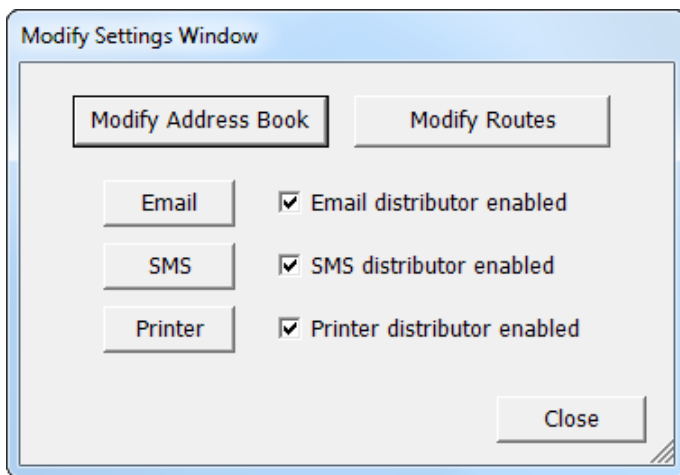 Modify Settings Window
Modify Address Book Modify Routes
Email Email distributor enabled
SMS SMS distributor enabled
Printer Printer distributor enabled
Close